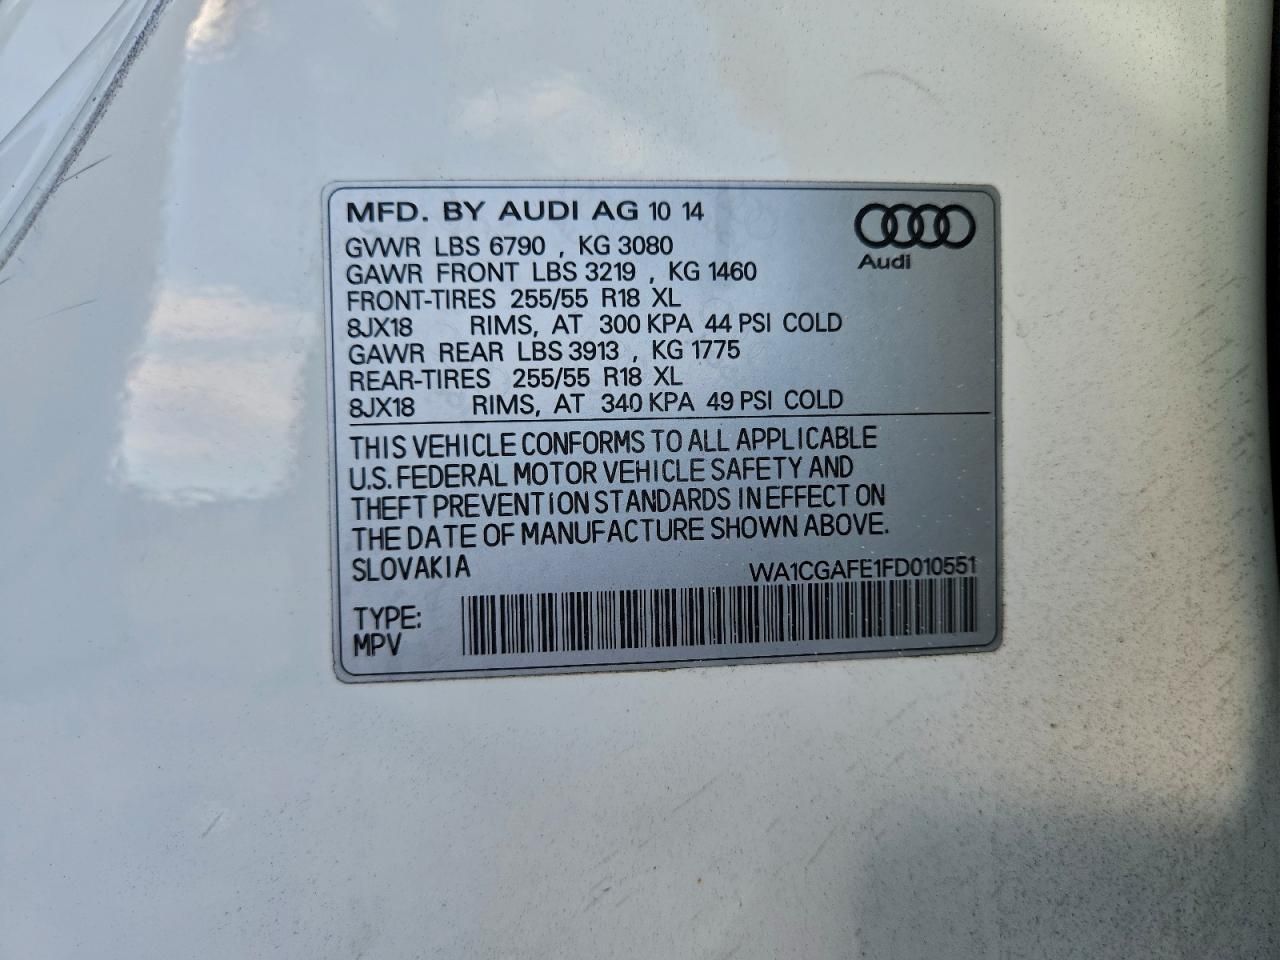 MFD. BY AUDI AG 10 14
Audi
GVWR LBS 6790 , KG 3080
GAWR FRONT LBS 3219 , KG 1460
FRONT-TIRES 255/55 R18 XL
8JX18 RIMS, AT 300 KPA 44 PSI COLD
GAWR REAR LBS 3913 , KG 1775
REAR-TIRES 255/55 R18 XL
8JX18 RIMS, AT 340 KPA 49 PSI COLD
THIS VEHICLE CONFORMS TO ALL APPLICABLE
U.S. FEDERAL MOTOR VEHICLE SAFETY AND
THEFT PREVENTION STANDARDS IN EFFECT ON
THE DATE OF MANUFACTURE SHOWN ABOVE.
SLOVAKIA WA1CGAFE1FD010551
TYPE:
MPV